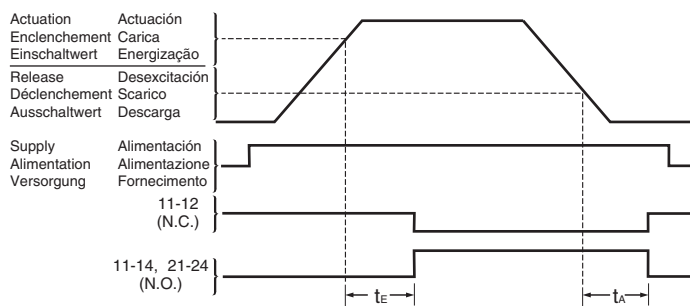 Actuation Actuación
Enclenchement Carica
Einschaltwert Energização
Release Desexcitación
Déclenchement Scarico
Ausschaltwert Descarga
Supply Alimentación
Alimentation Alimentazione
Versorgung Fornecimento
11-12
(N.C.)
11-14, 21-24
(N.O.)
tE tA